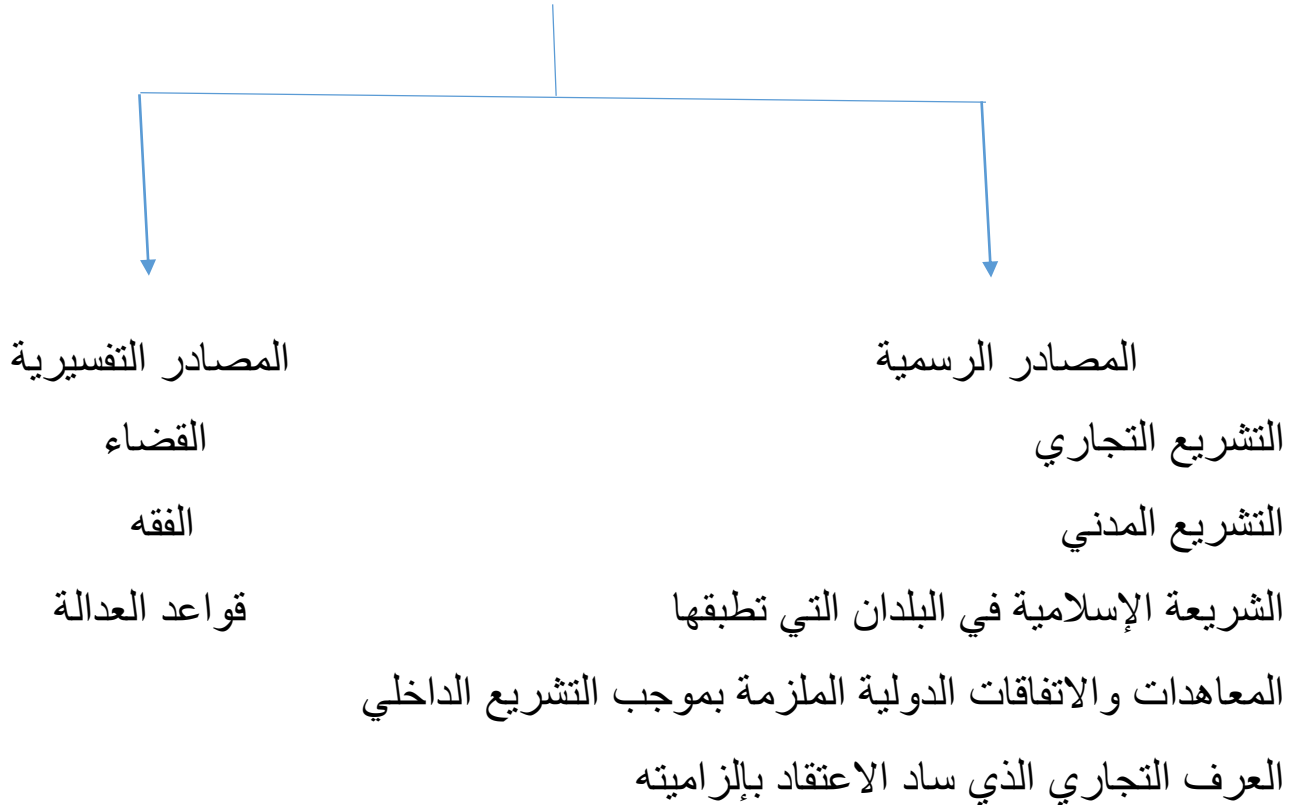 المصادر الرسمية
المصادر التفسيرية
التشريع التجاري
القضاء
التشريع المدني
الفقه
الشريعة الإسلامية في البلدان التي تطبقها
قواعد العدالة
المعاهدات والاتفاقات الدولية الملزمة بموجب التشريع الداخلي
العرف التجاري الذي ساد الاعتقاد بإلزاميته